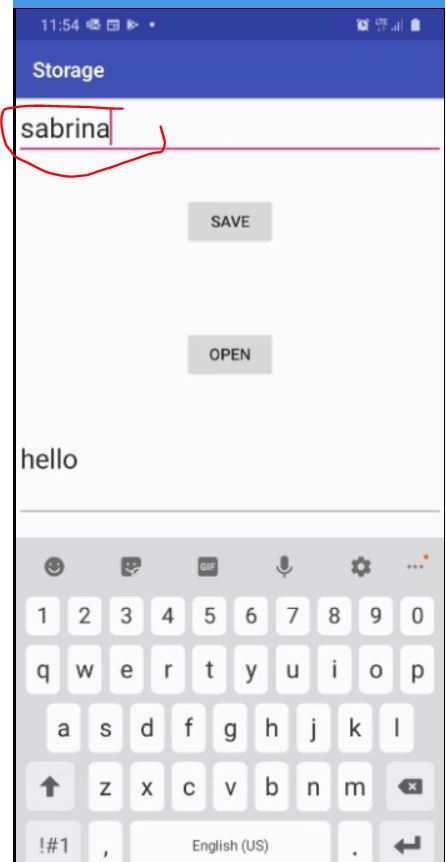 11:54
Storage
sabrina
SAVE
OPEN
hello
GIF
1 2 3 4 5 6 7 8 9 0
q w e r t y u i o p
a s d f g h j k l
z x c v b n m
!#1 , English (US) .